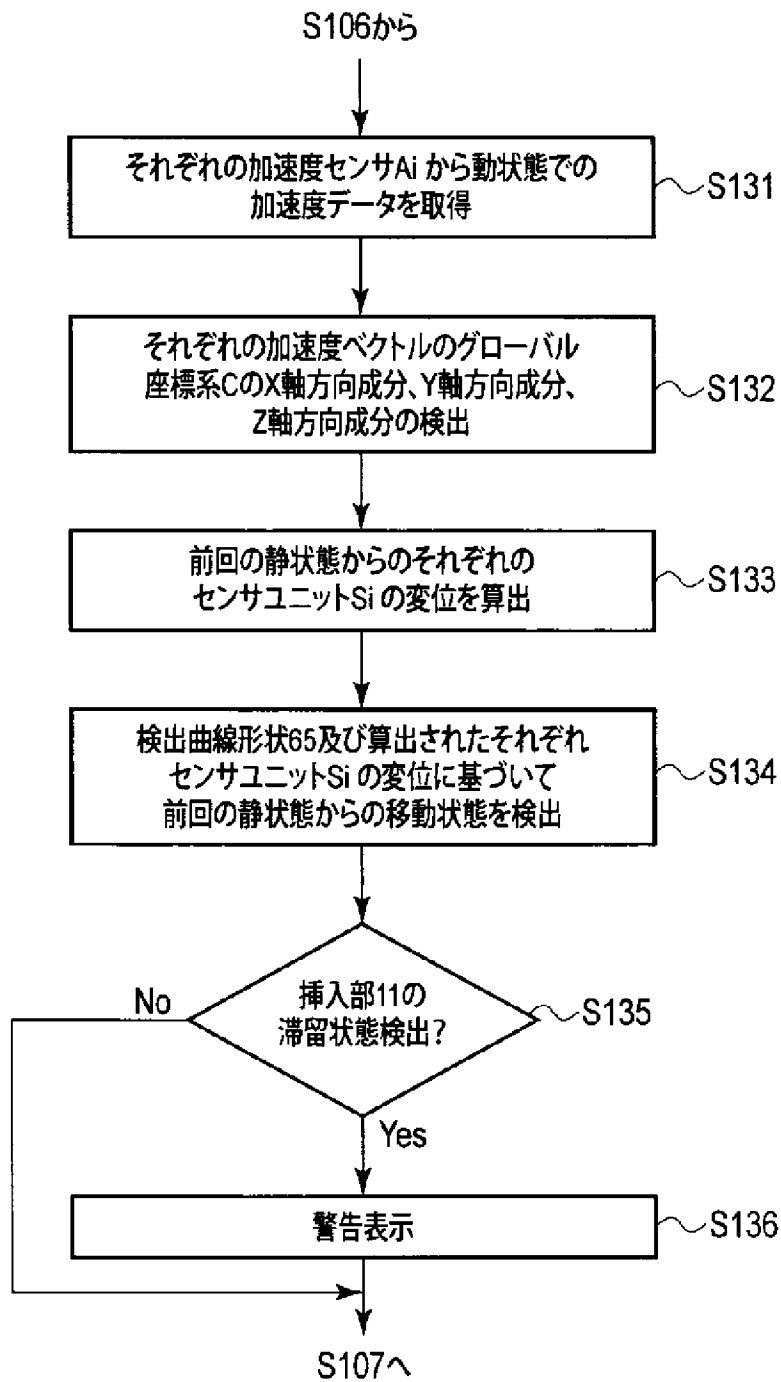 S106から
それぞれの加速度センサAi から動状態での
加速度データを取得
S131
それぞれの加速度ベクトルのグローバル
座標系CのX軸方向成分、Y軸方向成分、
Z軸方向成分の検出
S132
前回の静状態からのそれぞれの
センサユニットSi の変位を算出
S133
検出曲線形状65及び算出されたそれぞれ
センサユニットSi の変位に基づいて
前回の静状態からの移動状態を検出
S134
No
挿入部11の
滞留状態検出?
S135
Yes
警告表示
S136
S107へ